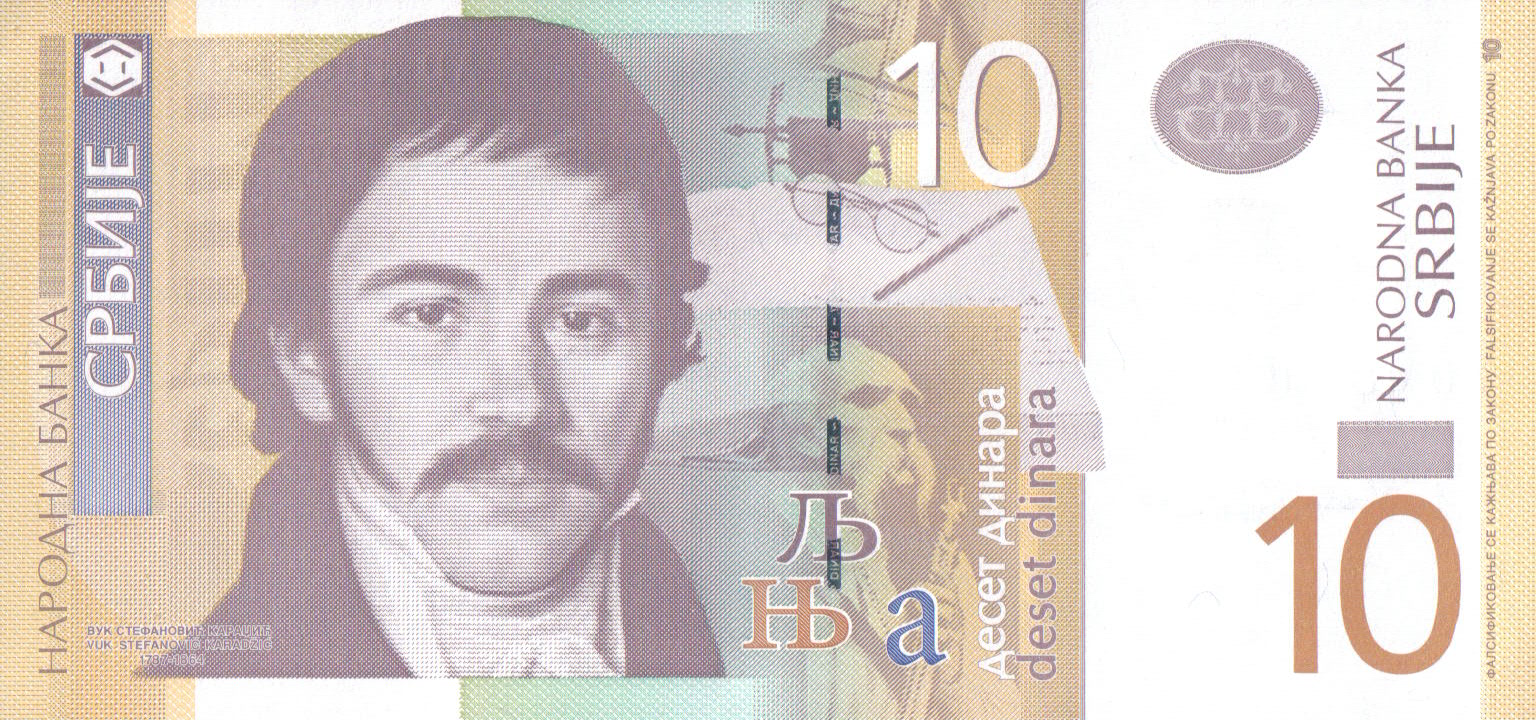 НАРОДНА БАНКА
СРБИЈЕ
ВУК СТЕФАНОВИЋ КАРАЏИЋ
VUK STEFANOVIĆ KARADŽIĆ
1787-1864
10
љ
њ
а
десет динара
deset dinara
NARODNA BANKA
SRBIJE
10
ФАЛСИФИКОВАЊЕ СЕ КАЖЊАВА ПО ЗАКОНУ FALSIFIKOVANJE SE KAŽNJAVA PO ZAKONU 10